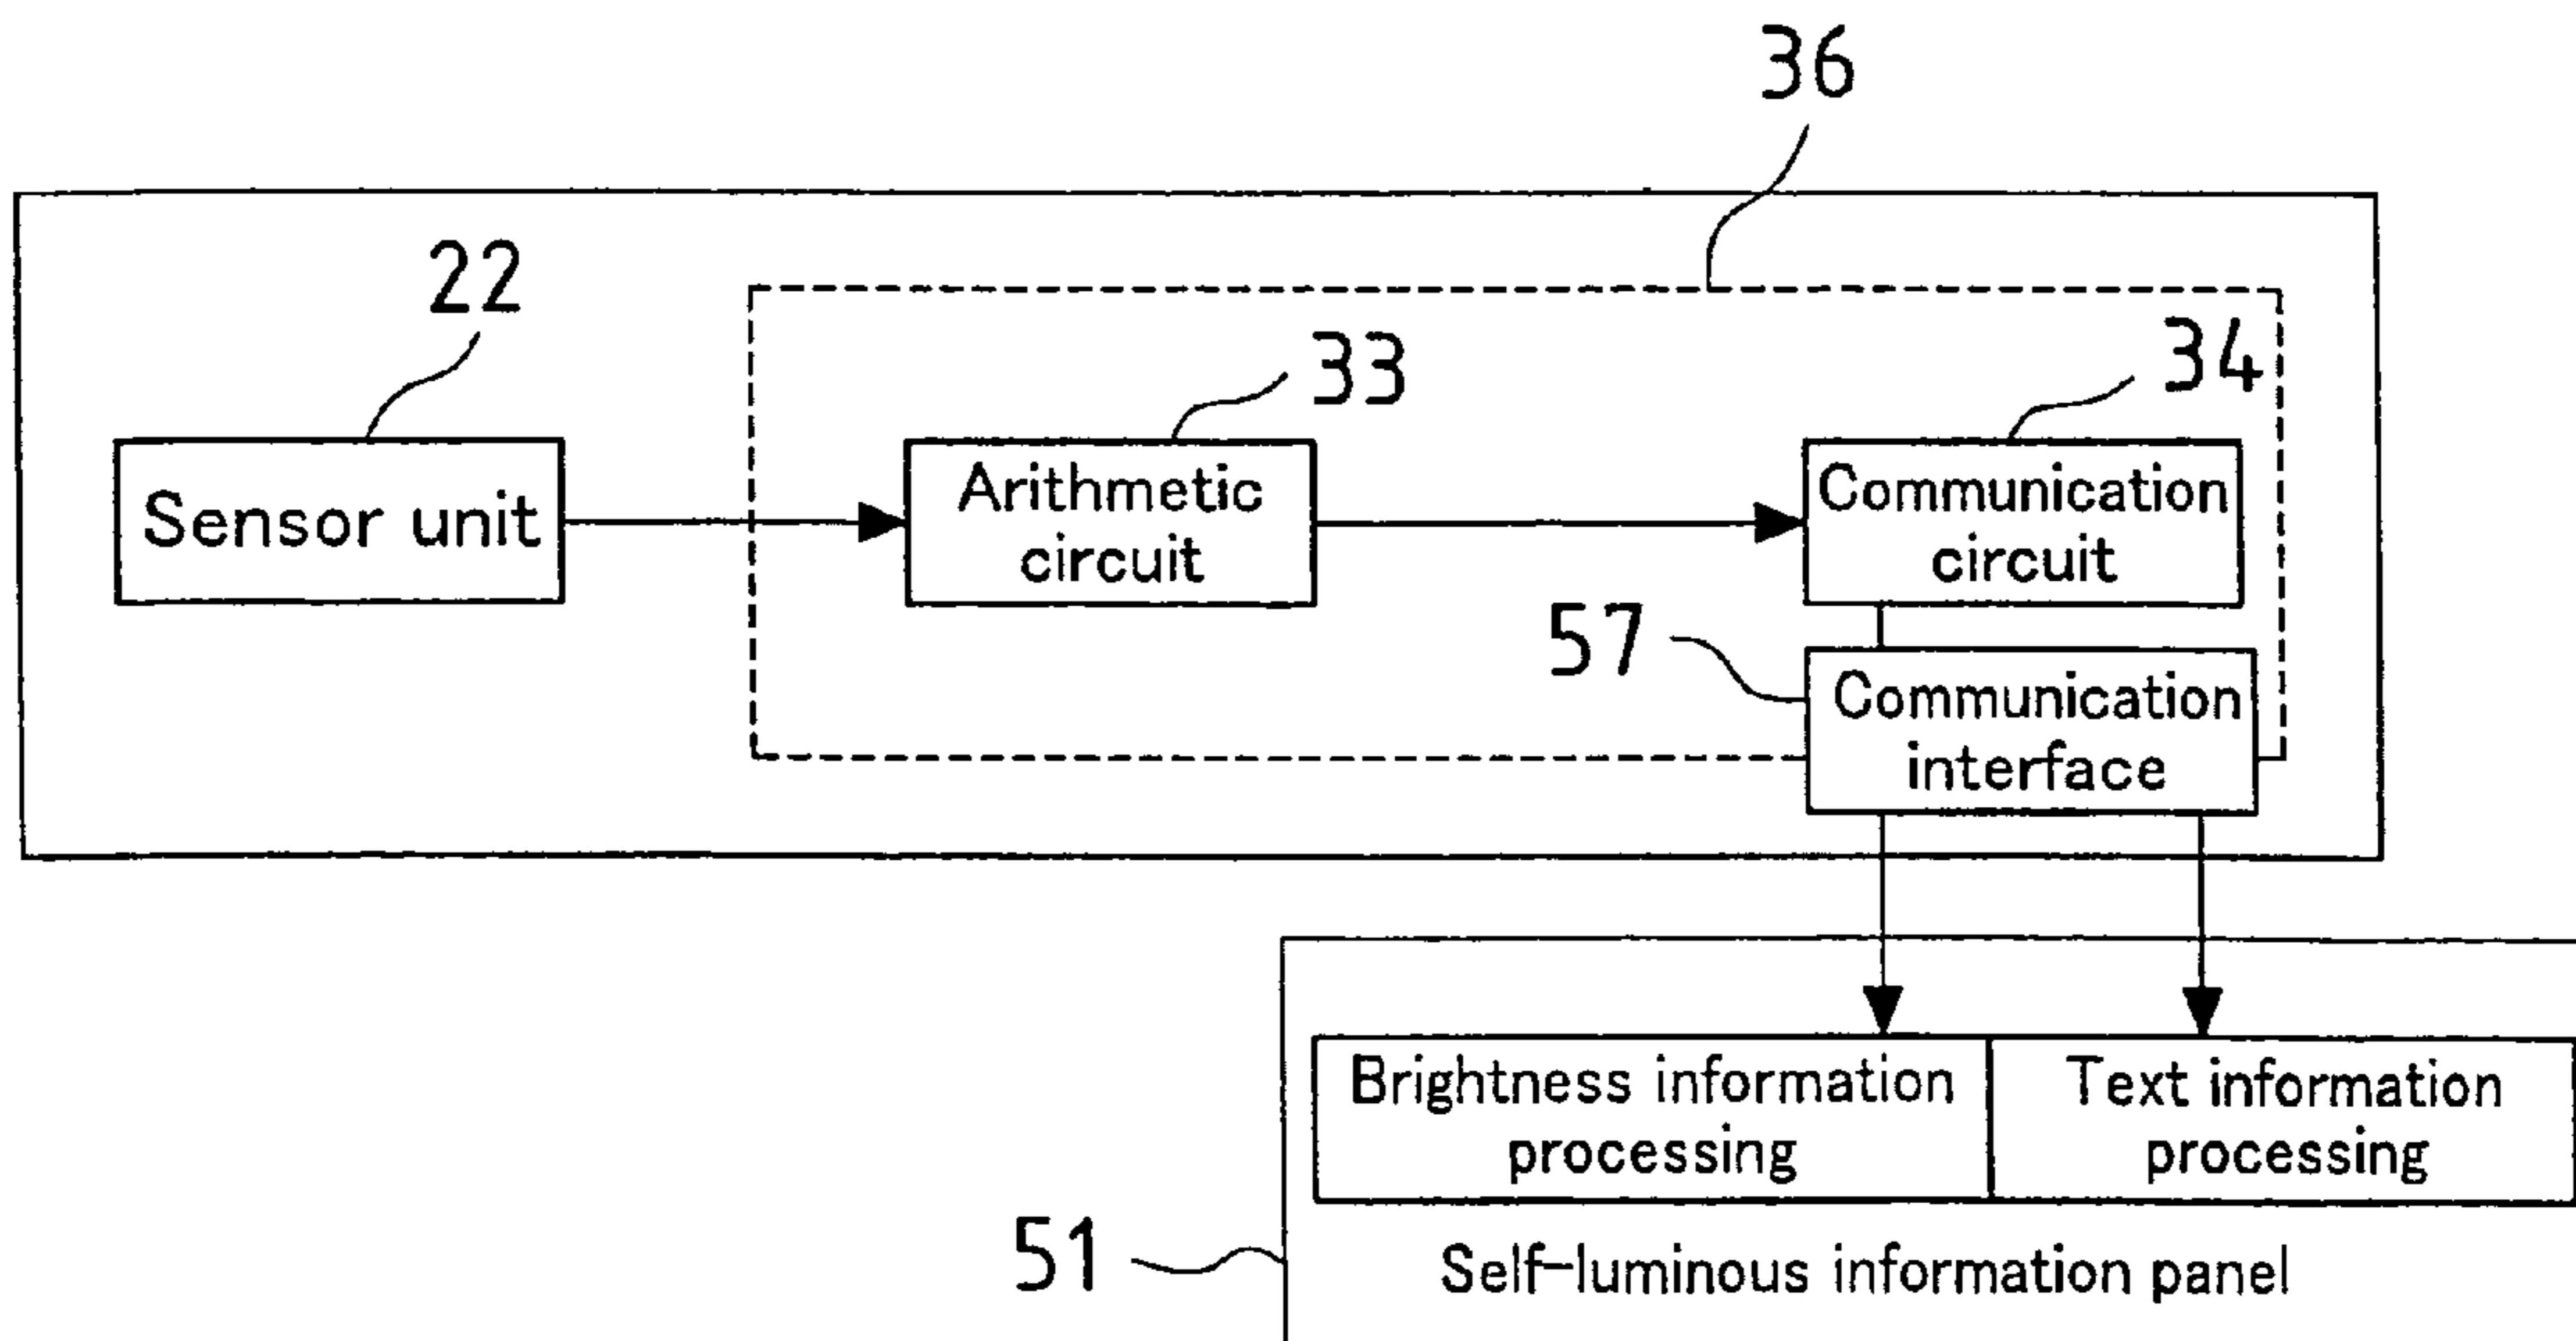 36
22
33
34
Sensor unit
Arithmetic
circuit
Communication
circuit
57
Communication
interface
Brightness information
processing
Text information
processing
51
Self-luminous information panel